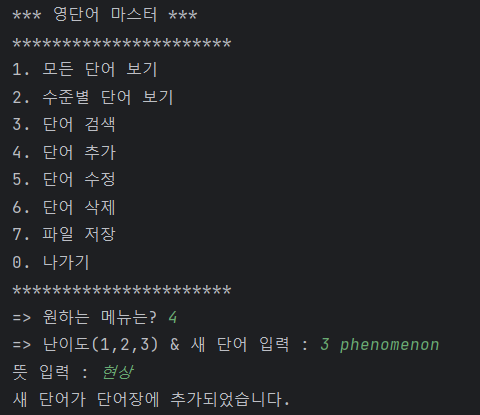 *** 영단어 마스터 ***
**********************
1. 모든 단어 보기
2. 수준별 단어 보기
3. 단어 검색
4. 단어 추가
5. 단어 수정
6. 단어 삭제
7. 파일 저장
0. 나가기
**********************
=> 원하는 메뉴는? 4
=> 난이도(1,2,3) & 새 단어 입력 : 3 phenomenon
뜻 입력 : 현상
새 단어가 단어장에 추가되었습니다.